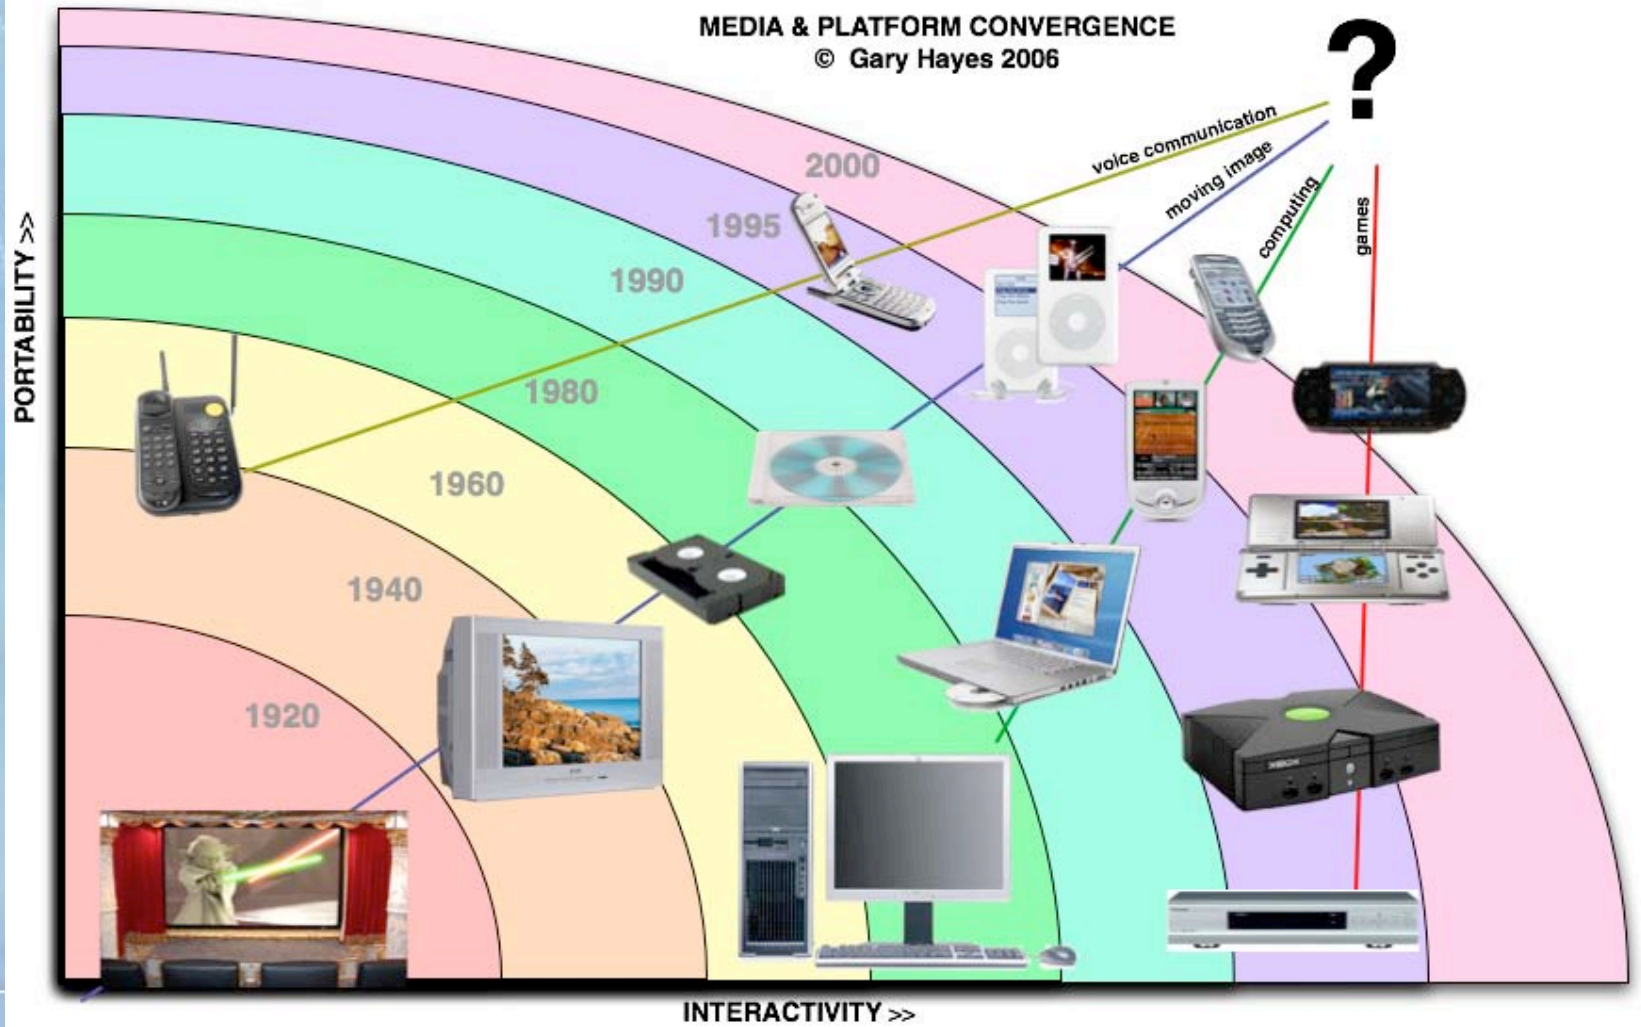 MEDIA & PLATFORM CONVERGENCE
© Gary Hayes 2006
?
voice communication
moving image
computing
games
2000
1995
1990
1980
1960
1940
1920
PORTABILITY >>
XBOX
INTERACTIVITY >>